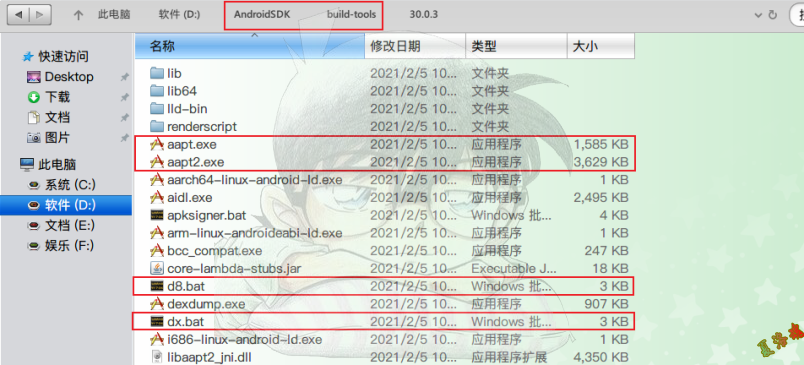 此电脑 软件 (D:) AndroidSDK build-tools 30.0.3
名称 修改日期 类型 大小
快速访问
Desktop
下载
文档
图片
此电脑
系统 (C:)
软件 (D:)
文档 (E:)
娱乐 (F:)
lib 2021/2/5 10... 文件夹
lib64 2021/2/5 10... 文件夹
lld-bin 2021/2/5 10... 文件夹
renderscript 2021/2/5 10... 文件夹
aapt.exe 2021/2/5 10... 应用程序 1,585 KB
aapt2.exe 2021/2/5 10... 应用程序 3,629 KB
aarch64-linux-android-ld.exe 2021/2/5 10... 应用程序 1 KB
aidl.exe 2021/2/5 10... 应用程序 2,495 KB
apksigner.bat 2021/2/5 10... Windows 批... 4 KB
arm-linux-androideabi-ld.exe 2021/2/5 10... 应用程序 1 KB
bcc_compat.exe 2021/2/5 10... 应用程序 247 KB
core-lambda-stubs.jar 2021/2/5 10... Executable J... 18 KB
d8.bat 2021/2/5 10... Windows 批... 3 KB
dexdump.exe 2021/2/5 10... 应用程序 907 KB
dx.bat 2021/2/5 10... Windows 批... 3 KB
i686-linux-android-ld.exe 2021/2/5 10... 应用程序 1 KB
libaapt2_jni.dll 2021/2/5 10... 应用程序扩展 4,350 KB